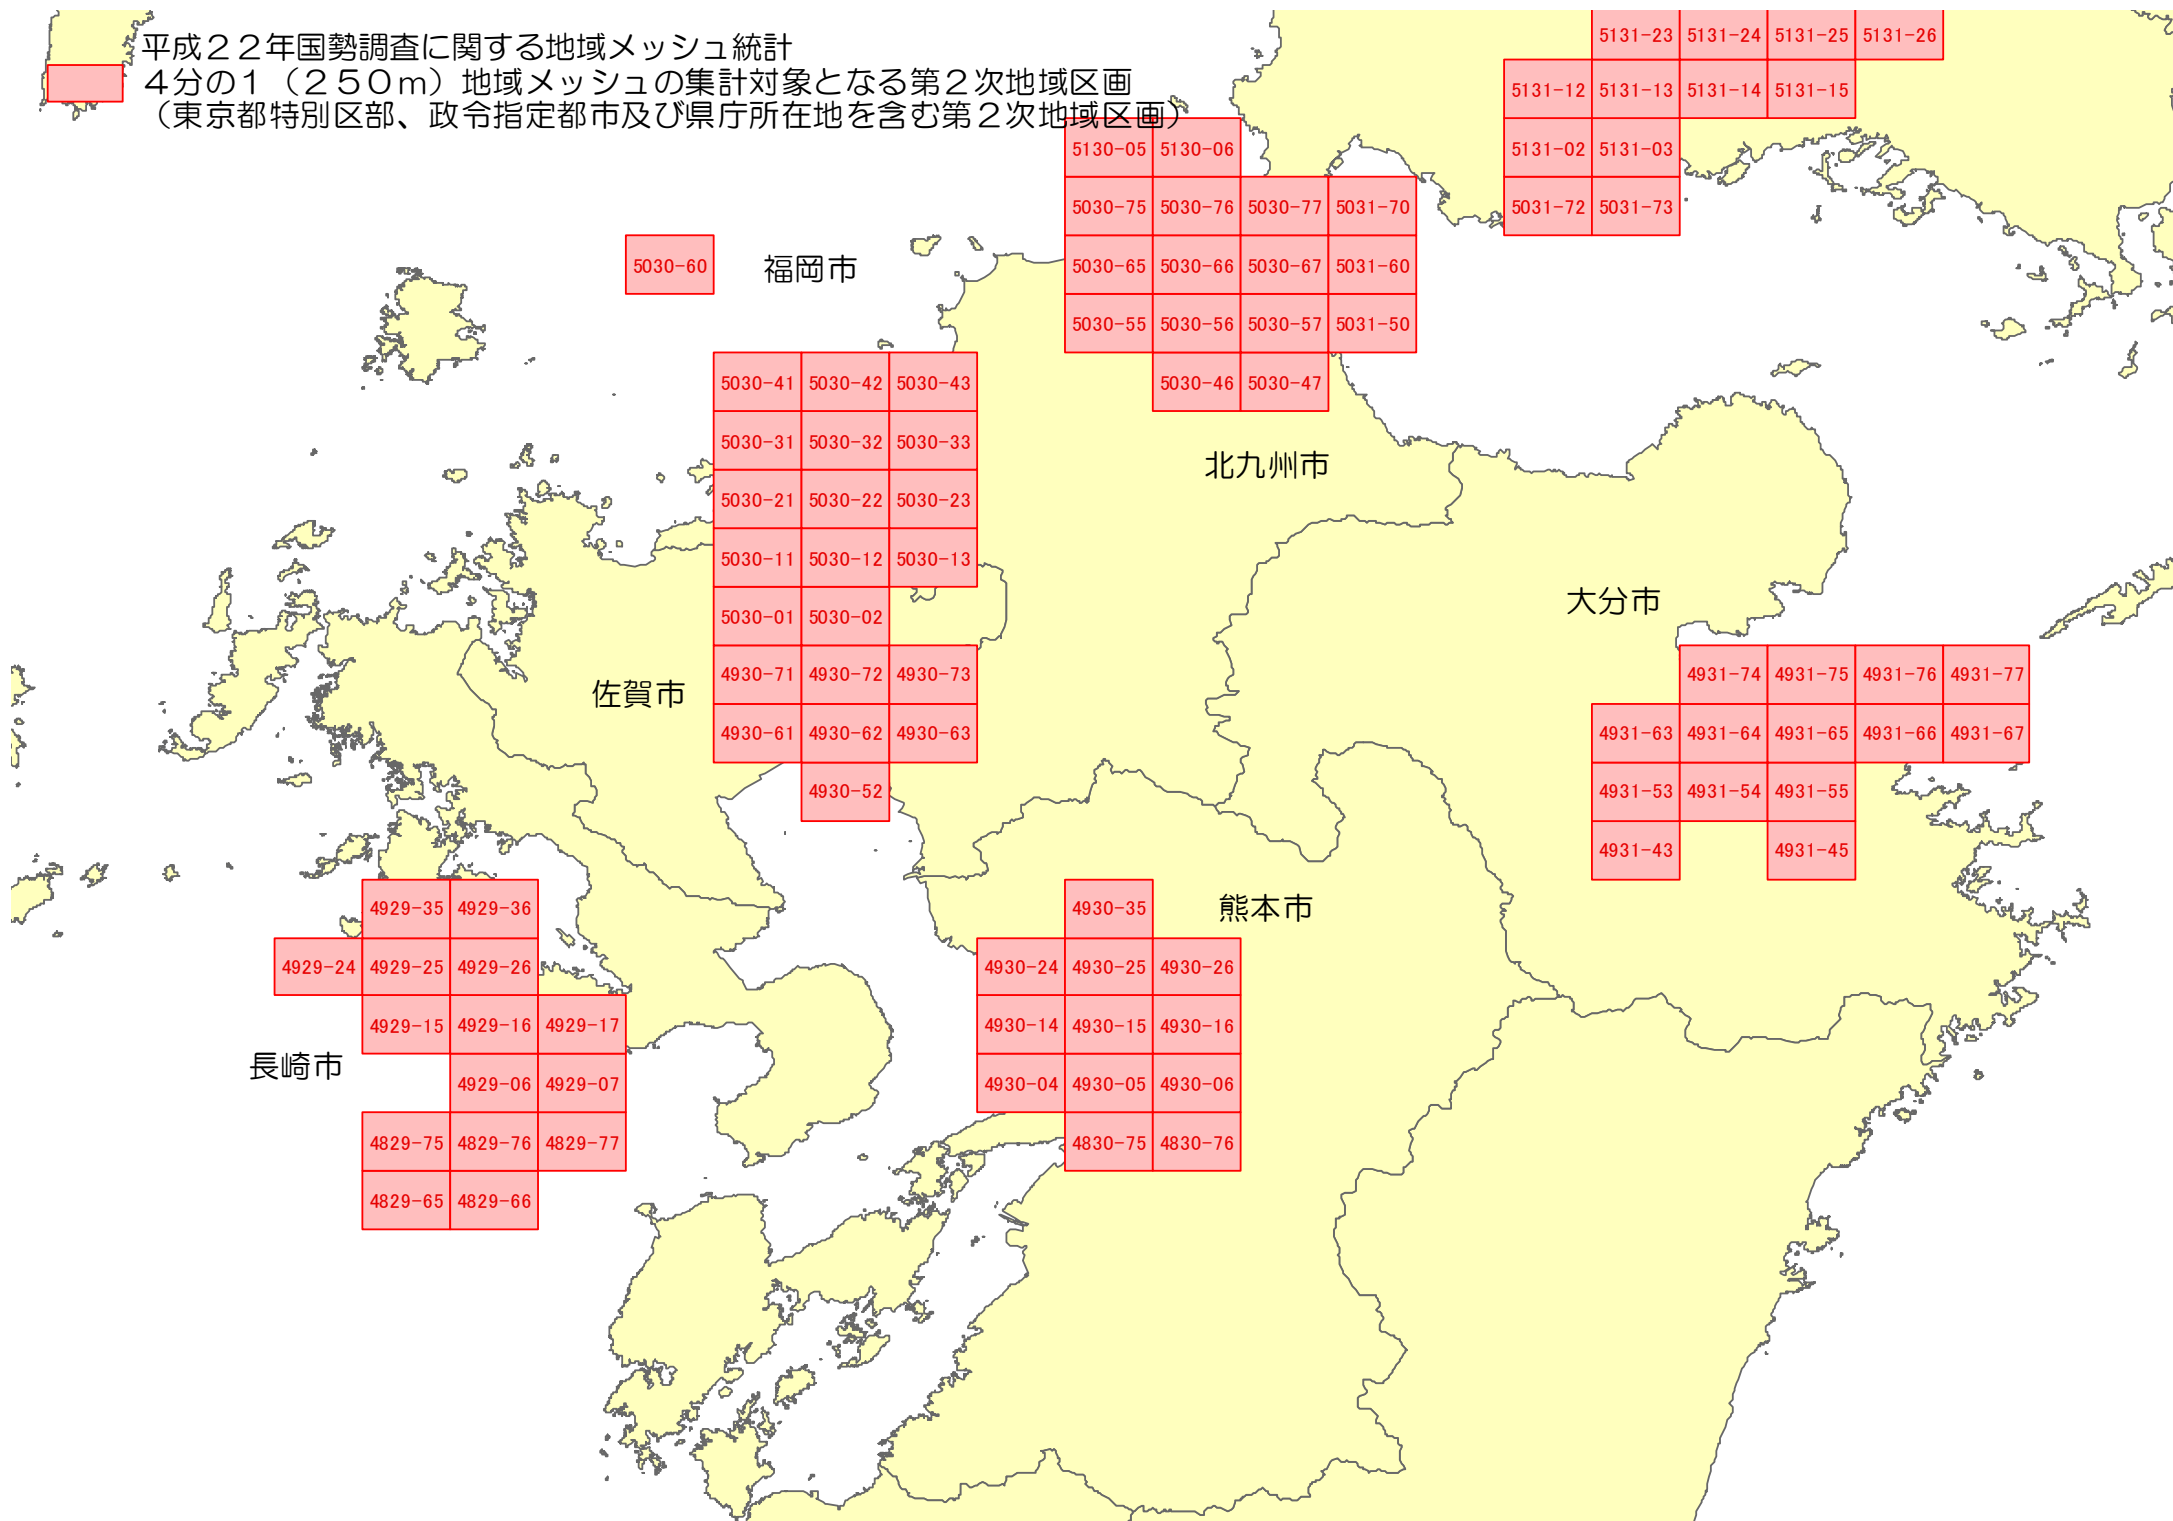 平成２２年国勢調査に関する地域メッシュ統計
４分の１（２５０ｍ）地域メッシュの集計対象となる第２次地域区画
（東京都特別区部、政令指定都市及び県庁所在地を含む第２次地域区画）
5131-23 5131-24 5131-25 5131-26
5131-12 5131-13 5131-14 5131-15
5130-05 5130-06 5131-02 5131-03
5030-75 5030-76 5030-77 5031-70 5031-72 5031-73
5030-60 福岡市 5030-65 5030-66 5030-67 5031-60
5030-55 5030-56 5030-57 5031-50
5030-41 5030-42 5030-43 5030-46 5030-47
5030-31 5030-32 5030-33 北九州市
5030-21 5030-22 5030-23
5030-11 5030-12 5030-13
5030-01 5030-02 大分市
4930-71 4930-72 4930-73 4931-74 4931-75 4931-76 4931-77
佐賀市
4930-61 4930-62 4930-63 4931-63 4931-64 4931-65 4931-66 4931-67
4930-52 4931-53 4931-54 4931-55
4931-43 4931-45
4929-35 4929-36 4930-35 熊本市
4929-24 4929-25 4929-26 4930-24 4930-25 4930-26
4929-15 4929-16 4929-17 4930-14 4930-15 4930-16
長崎市
4929-06 4929-07 4930-04 4930-05 4930-06
4829-75 4829-76 4829-77 4830-75 4830-76
4829-65 4829-66